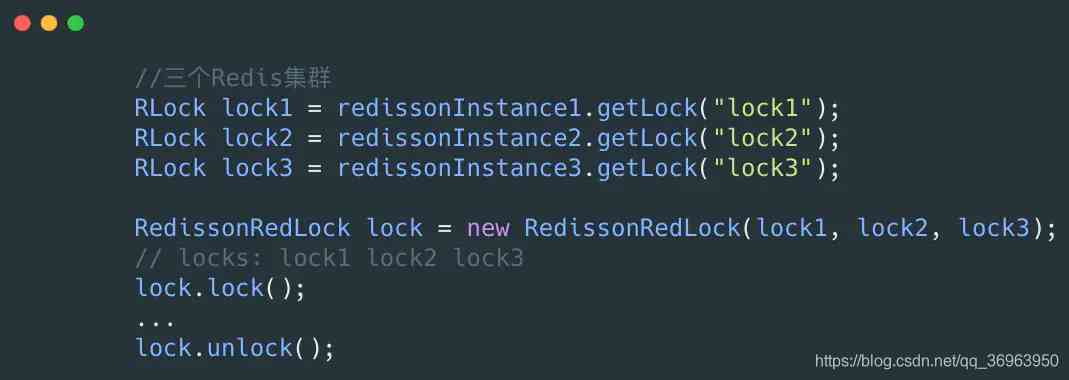 //三个Redis集群
RLock lock1 = redissonInstance1.getLock("lock1");
RLock lock2 = redissonInstance2.getLock("lock2");
RLock lock3 = redissonInstance3.getLock("lock3");
RedissonRedLock lock = new RedissonRedLock(lock1, lock2, lock3);
// locks: lock1 lock2 lock3
lock.lock();
...
lock.unlock();
https://blog.csdn.net/qq_36963950